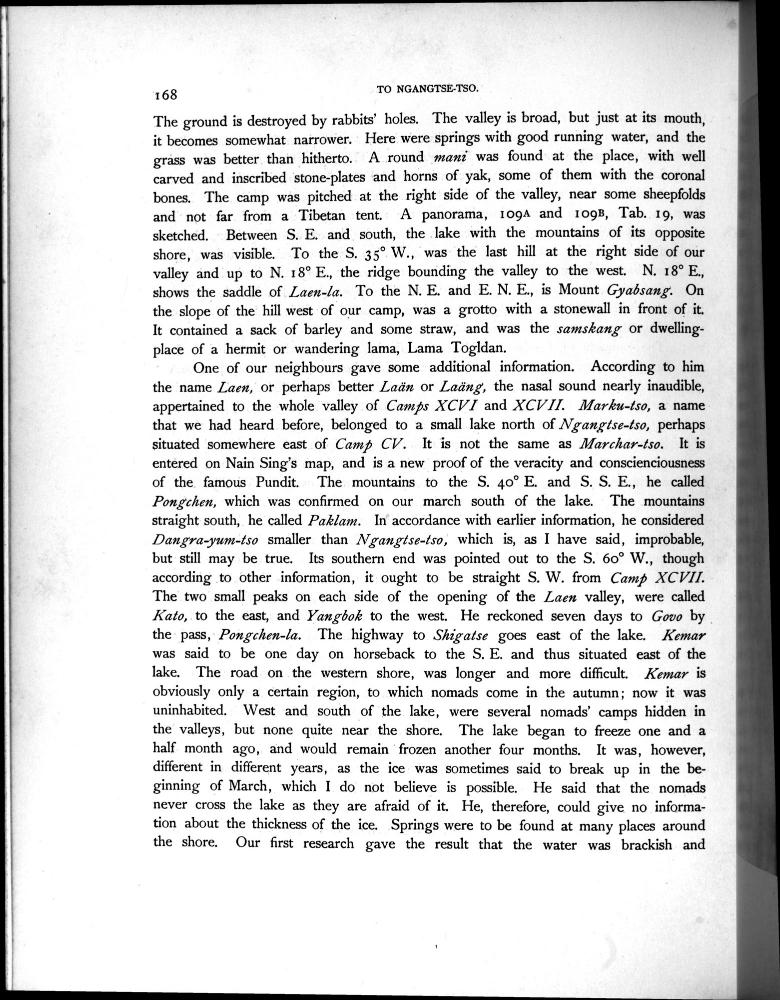 168
TO NGANGTSE-TSO.
The ground is destroyed by rabbits' holes. The valley is broad, but just at its mouth,
it becomes somewhat narrower. Here were springs with good running water, and the
grass was better than hitherto. A round mani was found at the place, with well
carved and inscribed stone-plates and horns of yak, some of them with the coronal
bones. The camp was pitched at the right side of the valley, near some sheepfolds
and not far from a Tibetan tent. A panorama, 109A and 109B, Tab. 19, was
sketched. Between S. E. and south, the lake with the mountains of its opposite
shore, was visible. To the S. 35° W., was the last hill at the right side of our
valley and up to N. 18° E., the ridge bounding the valley to the west. N. 18° E.,
shows the saddle of Laen-la. To the N. E. and E. N. E., is Mount Gyabsang. On
the slope of the hill west of our camp, was a grotto with a stonewall in front of it.
It contained a sack of barley and some straw, and was the samskang or dwelling-
place of a hermit or wandering lama, Lama Togldan.
One of our neighbours gave some additional information. According to him
the name Laen, or perhaps better Laän or Laäng, the nasal sound nearly inaudible,
appertained to the whole valley of Camps XCVI and XCVII. Marku-tso, a name
that we had heard before, belonged to a small lake north of Ngangtse-tso, perhaps
situated somewhere east of Camp CV. It is not the same as Marchar-tso. It is
entered on Nain Sing's map, and is a new proof of the veracity and conscienciousness
of the famous Pundit. The mountains to the S. 40° E. and S. S. E., he called
Pongchen, which was confirmed on our march south of the lake. The mountains
straight south, he called Paklam. In accordance with earlier information, he considered
Dangra-yum-tso smaller than Ngangtse-tso, which is, as I have said, improbable,
but still may be true. Its southern end was pointed out to the S. 60° W., though
according to other information, it ought to be straight S. W. from Camp XCVII.
The two small peaks on each side of the opening of the Laen valley, were called
Kato, to the east, and Yangbok to the west. He reckoned seven days to Govo by
the pass, Pongchen-la. The highway to Shigatse goes east of the lake. Kemar
was said to be one day on horseback to the S. E. and thus situated east of the
lake. The road on the western shore, was longer and more difficult. Kemar is
obviously only a certain region, to which nomads come in the autumn; now it was
uninhabited. West and south of the lake, were several nomads' camps hidden in
the valleys, but none quite near the shore. The lake began to freeze one and a
half month ago, and would remain frozen another four months. It was, however,
different in different years, as the ice was sometimes said to break up in the be-
ginning of March, which I do not believe is possible. He said that the nomads
never cross the lake as they are afraid of it. He, therefore, could give no informa-
tion about the thickness of the ice. Springs were to be found at many places around
the shore. Our first research gave the result that the water was brackish and